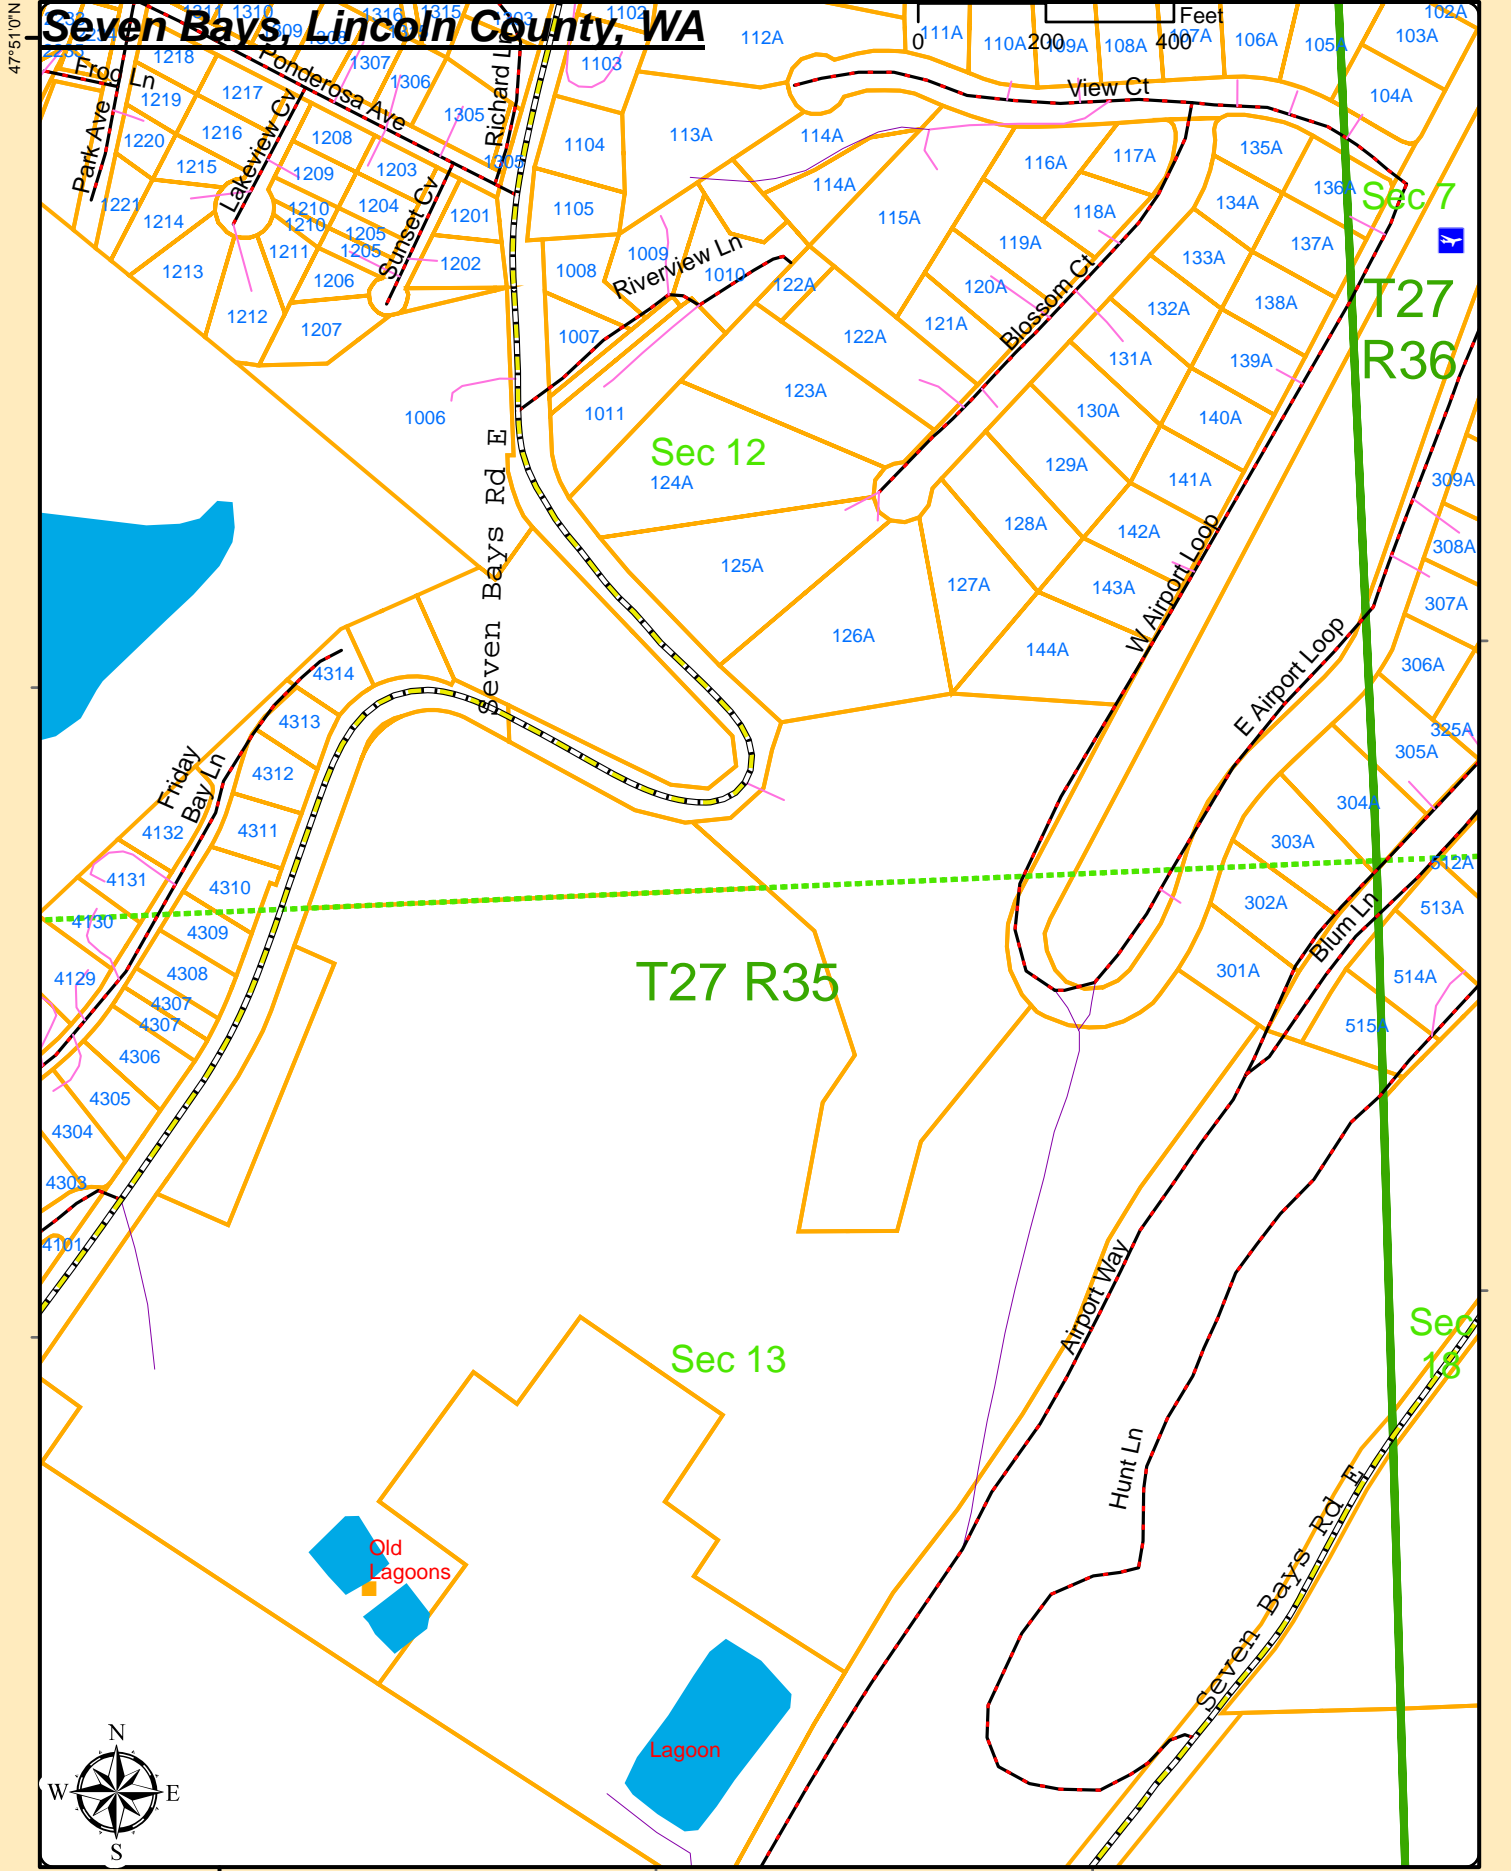 47°51'0"N
Seven Bays, Lincoln County, WA
Feet
0 200 400
1310
1316
1315
1102
102A
112A
111A
110A
109A
108A
107A
106A
105A
103A
1218
1307
1306
1103
104A
Frog Ln
Ponderosa Ave
Richard Ln
View Ct
1219
1217
1305
1220
1216
1208
1104
113A
114A
135A
Park Ave
1215
Lakeview Cv
1209
1203
1305
116A
117A
136A
Sec 7
1221
1214
1210
1210
1204
1205
1205
Sunset Cv
1201
1105
114A
115A
118A
134A
1213
1211
1206
1202
1008
1009
Riverview Ln
1010
119A
133A
137A
1212
1207
1007
122A
122A
120A
121A
Blossom Ct
132A
138A
T27
R36
131A
139A
1006
1011
123A
130A
140A
Sec 12
124A
129A
141A
309A
Seven Bays Rd E
128A
142A
308A
125A
127A
143A
W Airport Loop
307A
126A
144A
E Airport Loop
306A
4314
4313
325A
305A
Friday
Bay Ln
4312
304A
4132
4311
303A
4131
4310
512A
4130
4309
302A
Blum Ln
513A
4129
4308
T27 R35
301A
514A
4307
4307
515A
4306
4305
4304
4303
4101
Airport Way
Sec
18
Sec 13
Hunt Ln
Seven Bays Rd E
Old
Lagoons
Lagoon
N
W E
S